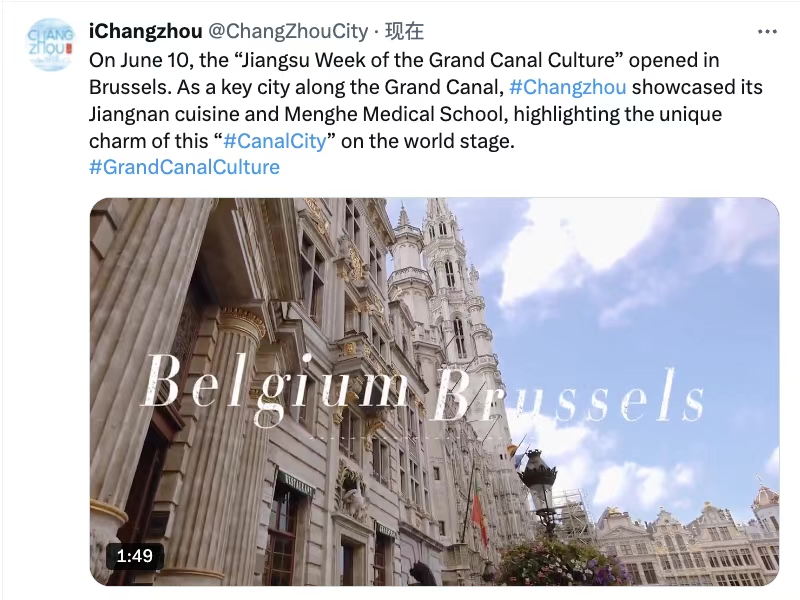 CHANG
ZHOU
iChangzhou @ChangZhouCity · 现在
On June 10, the “Jiangsu Week of the Grand Canal Culture” opened in
Brussels. As a key city along the Grand Canal, #Changzhou showcased its
Jiangnan cuisine and Menghe Medical School, highlighting the unique
charm of this “#CanalCity” on the world stage.
#GrandCanalCulture
Belgium Brussels
RESTAURANT
1:49